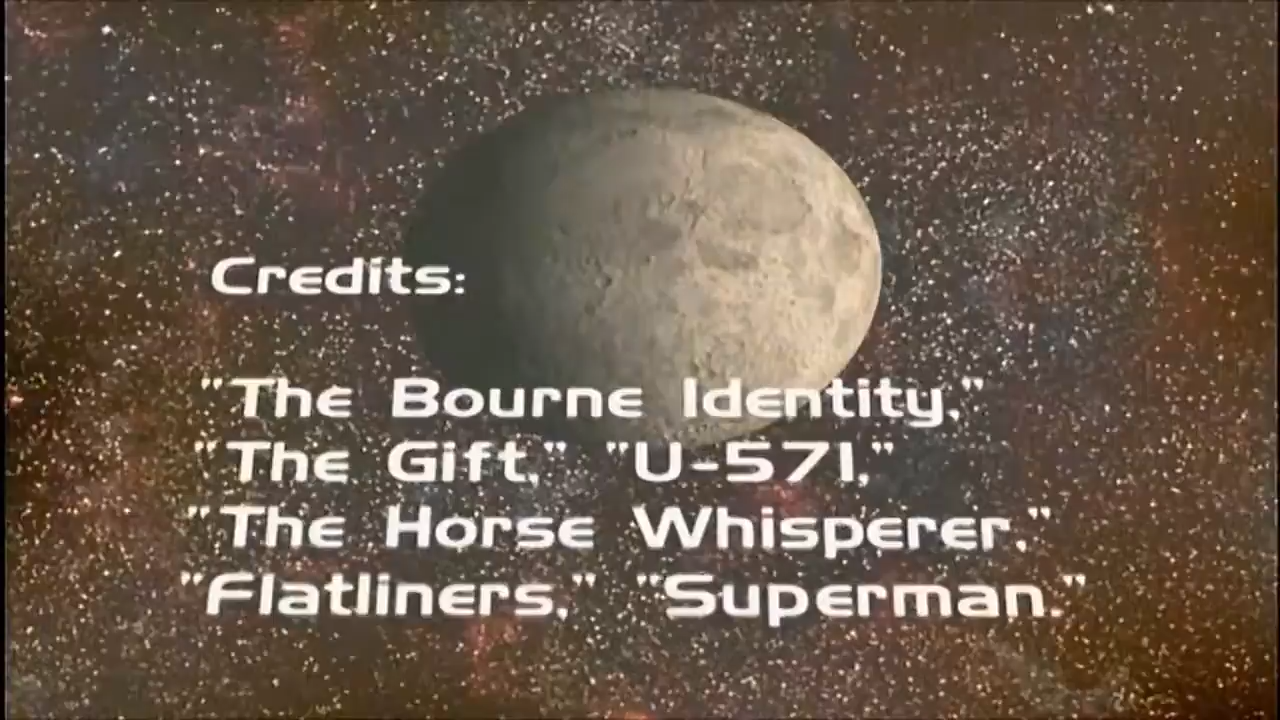 Credits:
"The Bourne Identity,"
"The Gift," "U-571,"
"The Horse Whisperer,"
"Flatliners," "Superman."